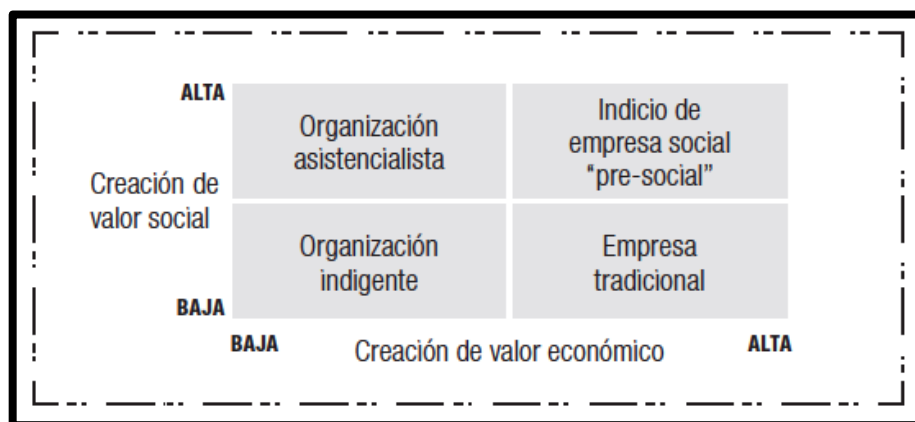 ALTA
Organización
asistencialista
Indicio de
empresa social
“pre-social”
Creación de
valor social
Organización
indigente
Empresa
tradicional
BAJA
BAJA
Creación de valor económico
ALTA